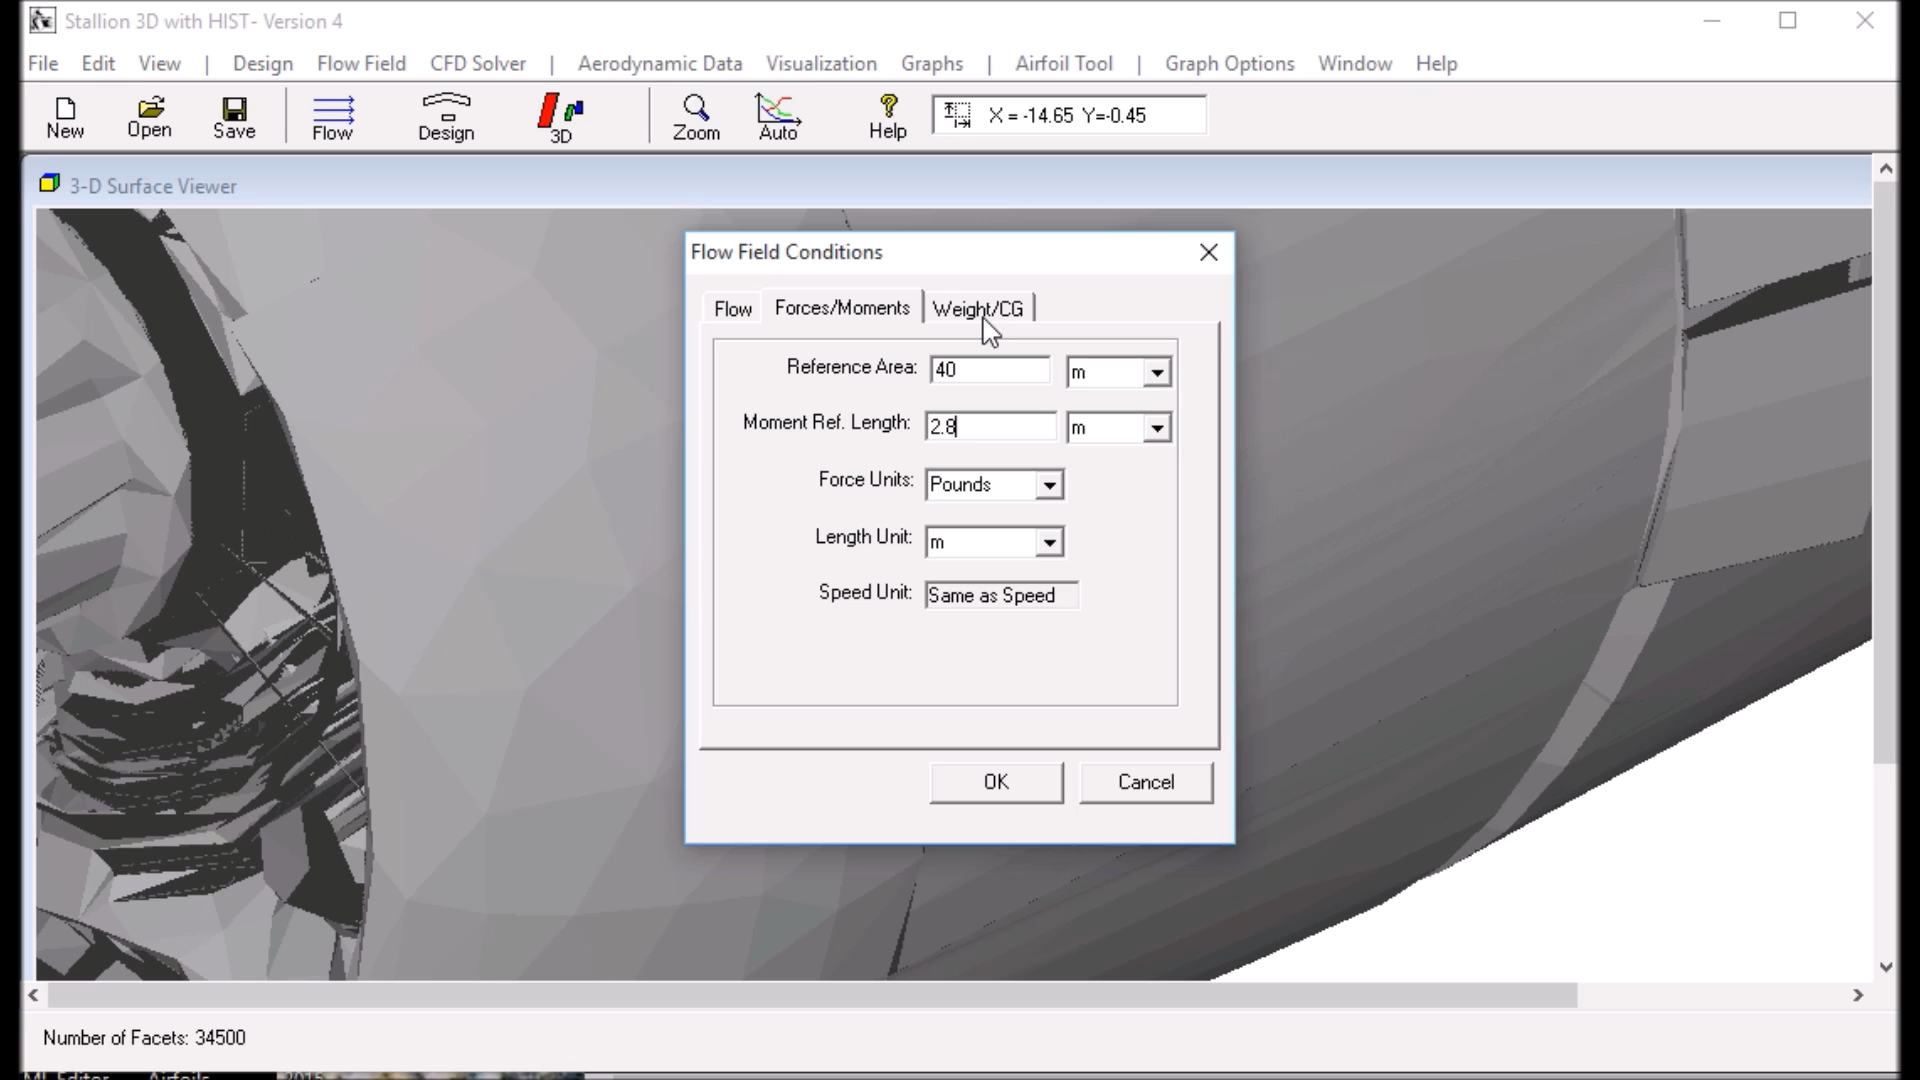 Stallion 3D with HIST- Version 4
File Edit View | Design Flow Field CFD Solver | Aerodynamic Data Visualization Graphs | Airfoil Tool | Graph Options Window Help
New Open Save Flow Design 3D Zoom Auto Help X = -14.65 Y=-0.45
3-D Surface Viewer
Flow Field Conditions
Flow Forces/Moments Weight/CG
Reference Area: 40 m
Moment Ref. Length: 2.8 m
Force Units: Pounds
Length Unit: m
Speed Unit: Same as Speed
OK Cancel
Number of Facets: 34500
Editor Airfoils 2015